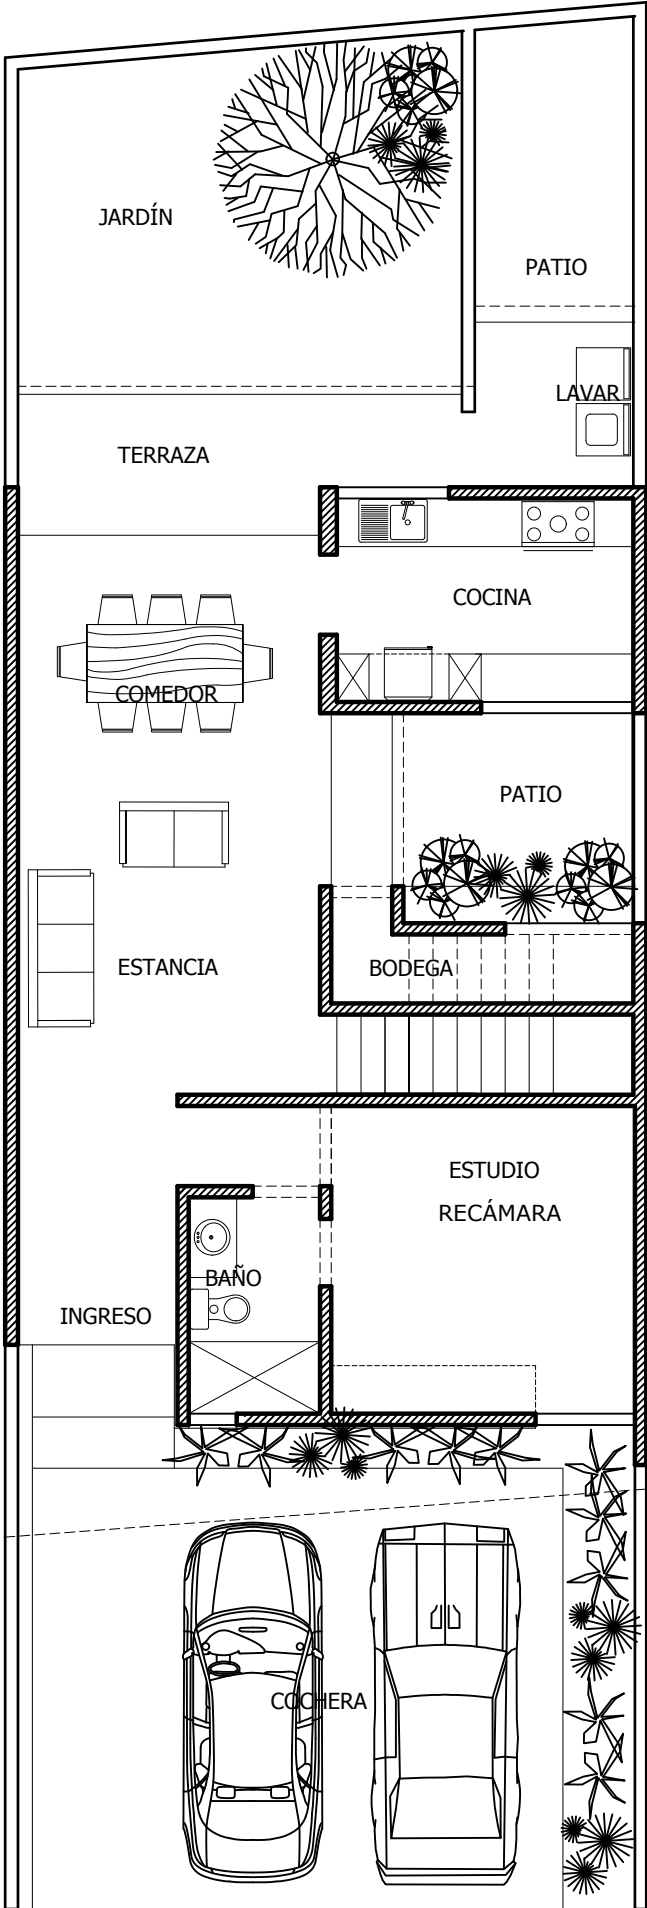 JARDÍN
PATIO
LAVAR
TERRAZA
COCINA
COMEDOR
PATIO
ESTANCIA
BODEGA
ESTUDIO
RECÁMARA
BAÑO
INGRESO
COCHERA